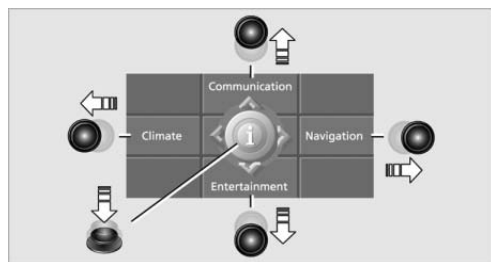 Communication
Climate
i
Navigation
Entertainment